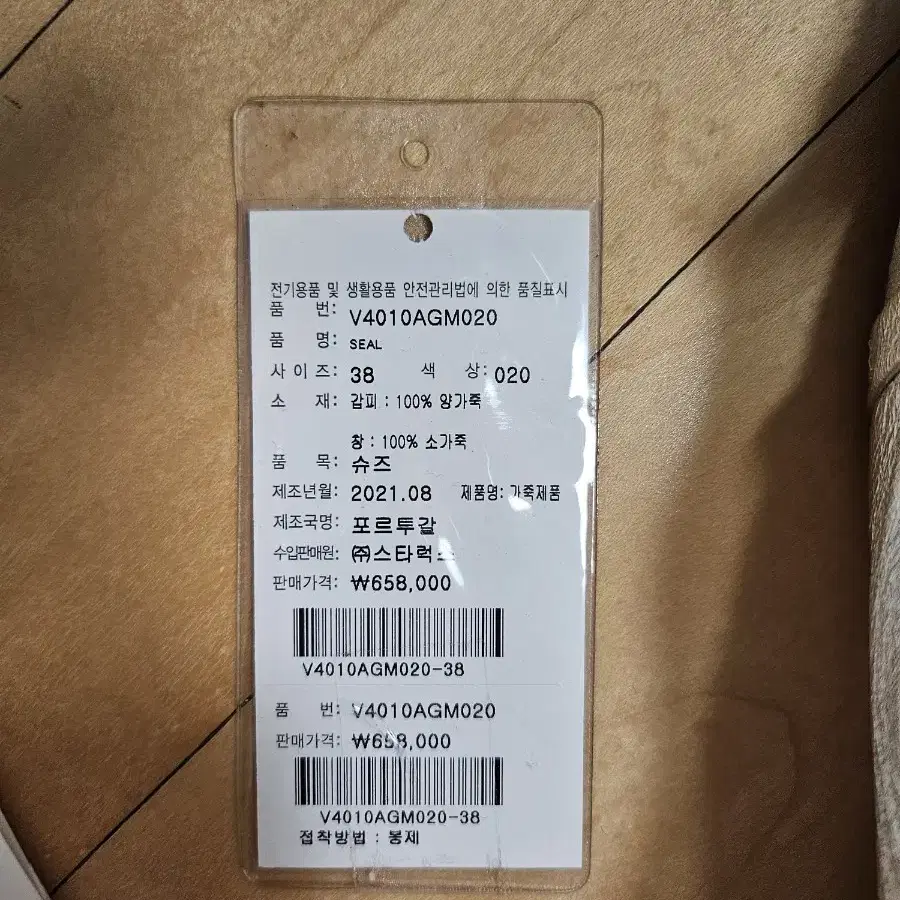 전기용품 및 생활용품 안전관리법에 의한 품질표시
품 번: V4010AGM020
품 명: SEAL
사 이 즈: 38 색 상: 020
소 재: 갑피 : 100% 양가죽
창 : 100% 소가죽
품 목: 슈즈
제조년월: 2021.08 제품명: 가죽제품
제조국명: 포르투갈
수입판매원:
판매가격: ₩658,000
V4010AGM020-38
품 번: V4010AGM020
판매가격: ₩658,000
V4010AGM020-38
접착방법 : 봉제